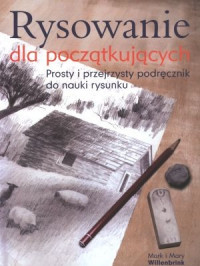 Rysowanie
dla początkujących
Prosty i przejrzysty podręcznik
do nauki rysunku
Mark i Mary
Willenbrink